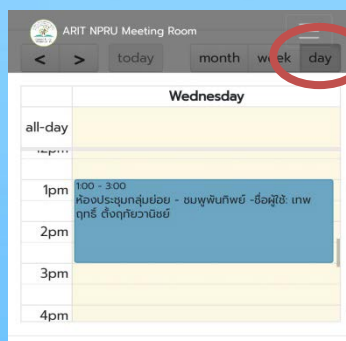 ARIT NPRU Meeting Room
< > today month week day
Wednesday
all-day
12pm
1pm
1:00 - 3:00
ห้องประชุมกลุ่มย่อย - ชมพูพันทิพย์ -ชื่อผู้ใช้: เทพ
ฤทธิ์ ตั้งฤทัยวานิชย์
2pm
3pm
4pm